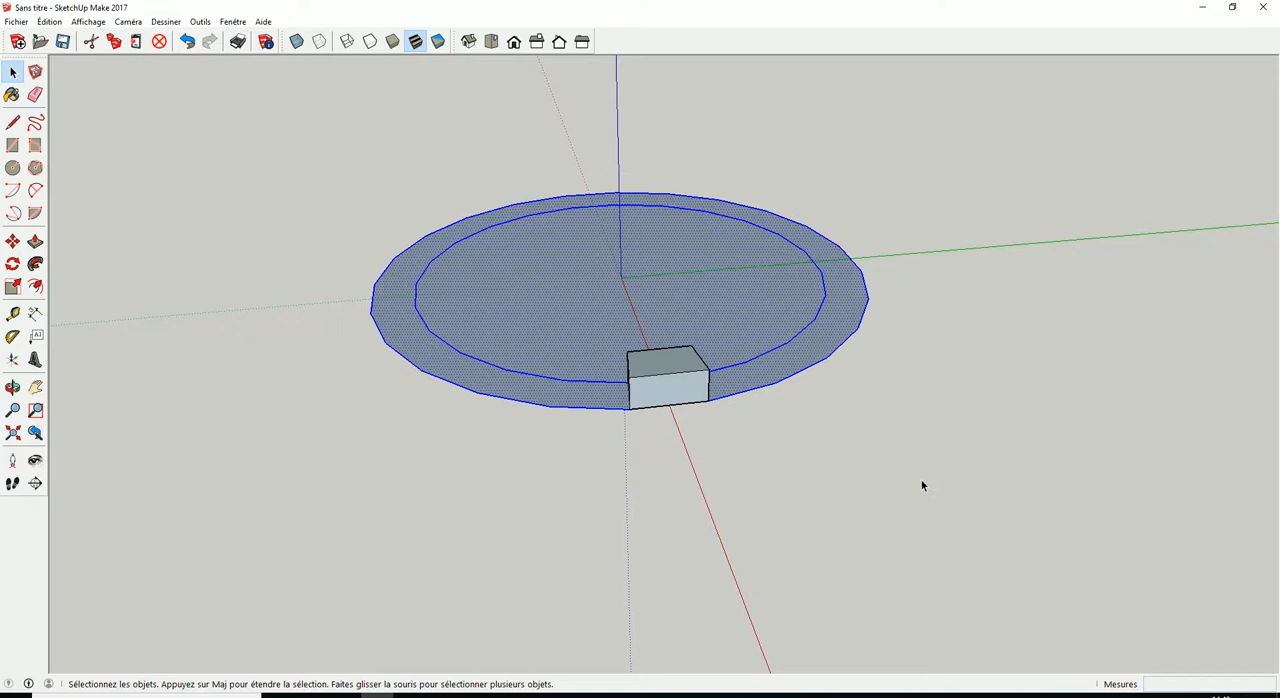 Sans titre - SketchUp Make 2017
Fichier Édition Affichage Caméra Dessiner Outils Fenêtre Aide
A1
Sélectionnez les objets. Appuyez sur Maj pour étendre la sélection. Faites glisser la souris pour sélectionner plusieurs objets. Mesures